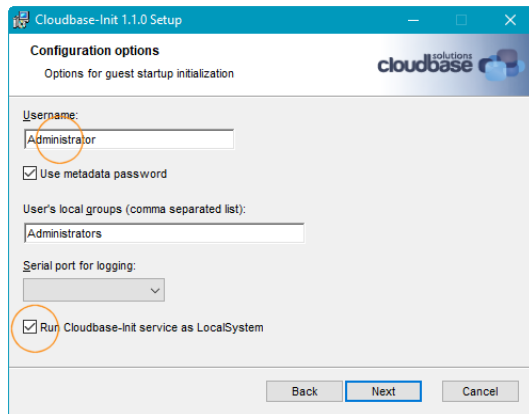 Cloudbase-Init 1.1.0 Setup
Configuration options
Options for guest startup initialization
solutions
cloudbase
Username:
Administrator
Use metadata password
User's local groups (comma separated list):
Administrators
Serial port for logging:
Run Cloudbase-Init service as LocalSystem
Back
Next
Cancel